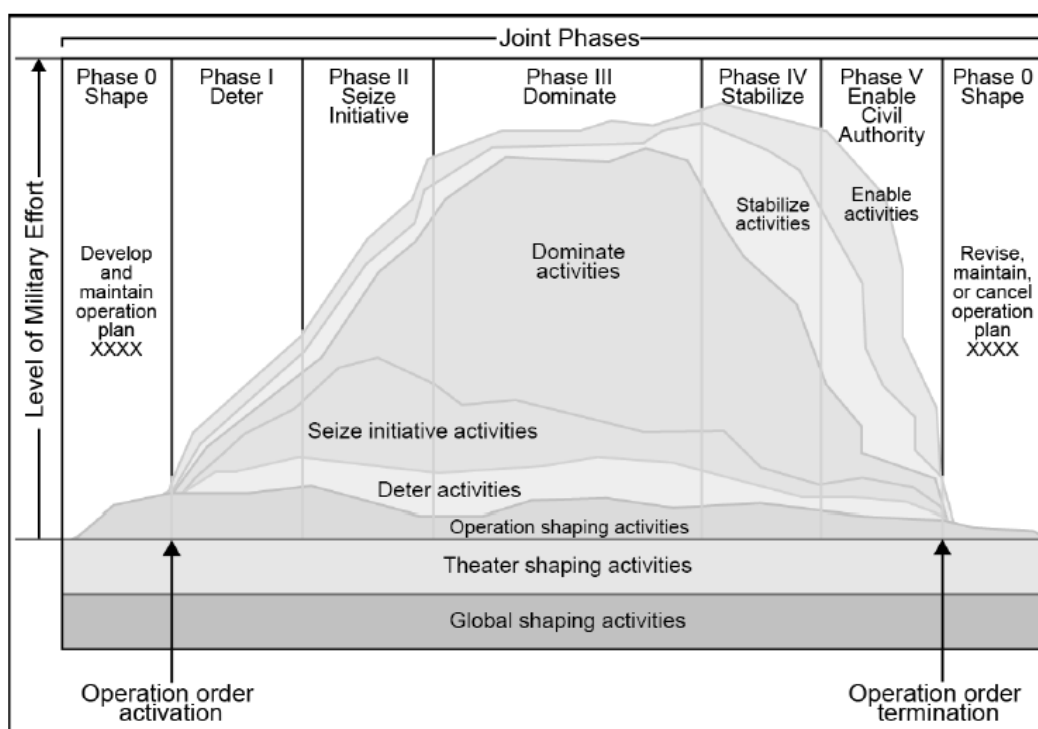 Joint Phases
Phase 0
Shape
Phase I
Deter
Phase II
Seize
Initiative
Phase III
Dominate
Phase IV
Stabilize
Phase V
Enable
Civil
Authority
Phase 0
Shape
Level of Military Effort
Develop
and
maintain
operation
plan
XXXX
Dominate
activities
Stabilize
activities
Enable
activities
Revise,
maintain,
or cancel
operation
plan
XXXX
Seize initiative activities
Deter activities
Operation shaping activities
Theater shaping activities
Global shaping activities
Operation order
activation
Operation order
termination